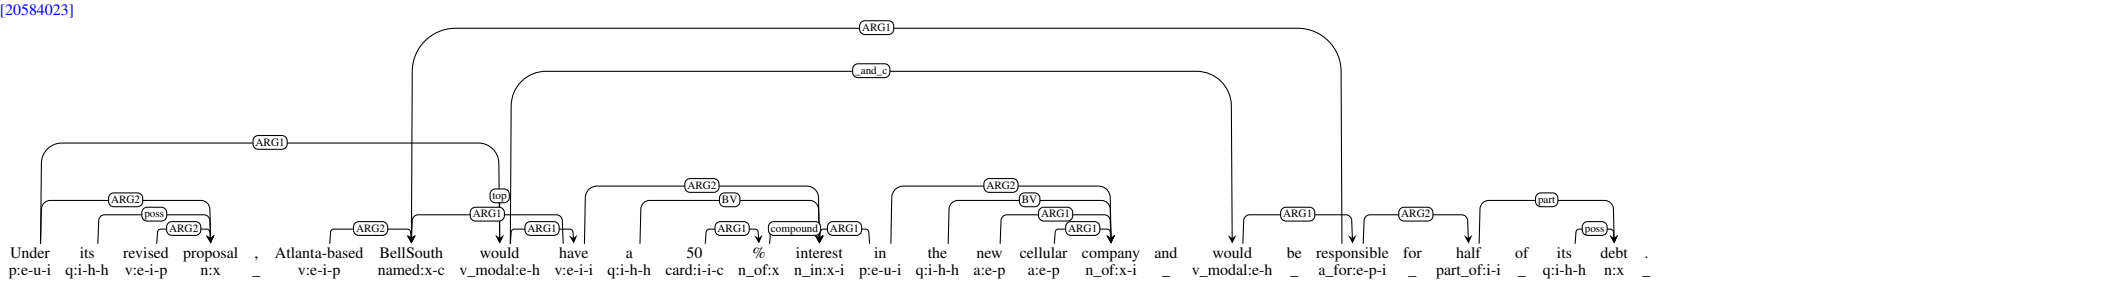 [20584023]
ARG1
_and_c
ARG1
top
ARG2 ARG2 BV ARG2 BV part
poss ARG1 ARG1 ARG1 ARG2
ARG2 ARG2 ARG1 ARG1 compound ARG1 ARG1 poss
Under its revised proposal , Atlanta-based BellSouth would have a 50 % interest in the new cellular company and would be responsible for half of its debt .
p:e-u-i q:i-h-h v:e-i-p n:x _ v:e-i-p named:x-c v_modal:e-h v:e-i-i q:i-h-h card:i-i-c n_of:x n_in:x-i p:e-u-i q:i-h-h a:e-p a:e-p n_of:x-i _ v_modal:e-h _ a_for:e-p-i _ part_of:i-i _ q:i-h-h n:x _